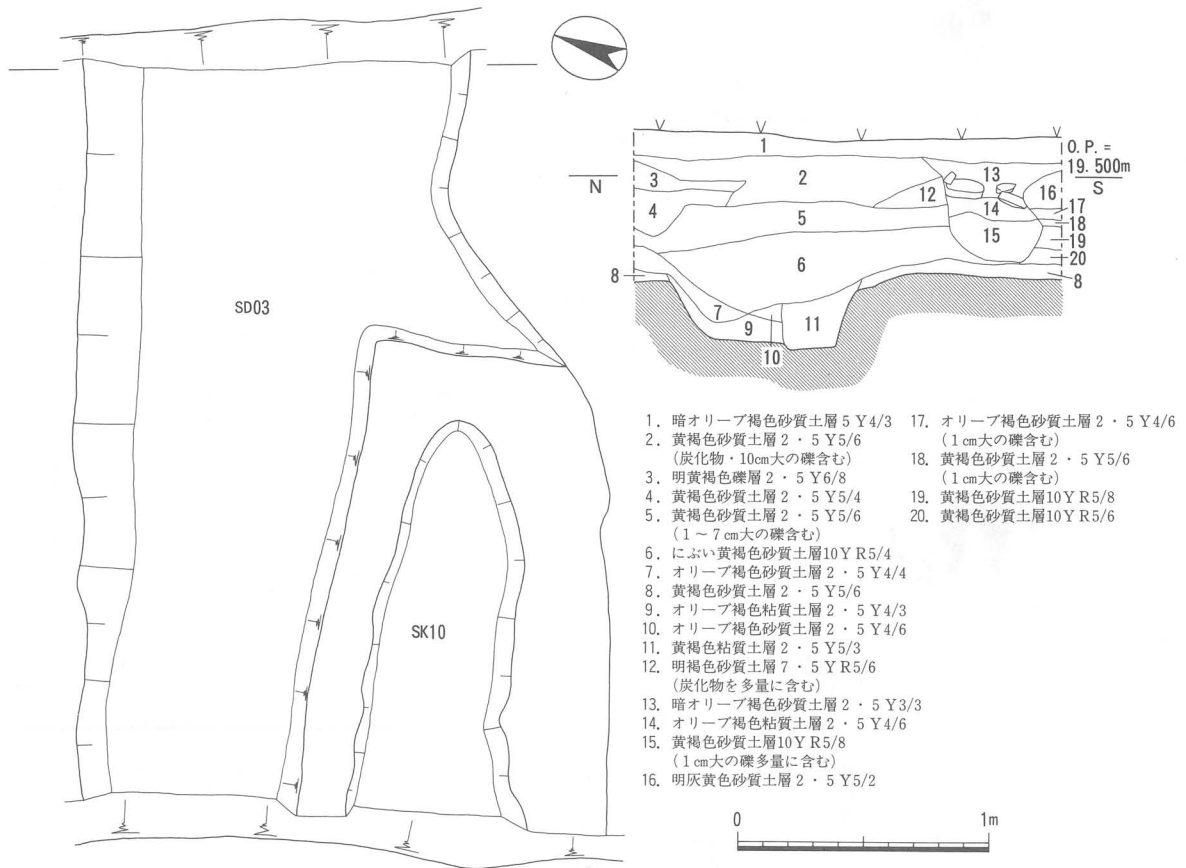 SD03
SK10
O.P.=
19.500m
N
S
1
2
3
4
5
6
7
8
9
10
11
12
13
14
15
16
17
18
19
20
8
1. 暗オリーブ褐色砂質土層5Y4/3
2. 黄褐色砂質土層2・5Y5/6
(炭化物・10cm大の礫含む)
3. 明黄褐色礫層2・5Y6/8
4. 黄褐色砂質土層2・5Y5/4
5. 黄褐色砂質土層2・5Y5/6
(1~7cm大の礫含む)
6. にぶい黄褐色砂質土層10YR5/4
7. オリーブ褐色砂質土層2・5Y4/4
8. 黄褐色砂質土層2・5Y5/6
9. オリーブ褐色粘質土層2・5Y4/3
10. オリーブ褐色砂質土層2・5Y4/6
11. 黄褐色粘質土層2・5Y5/3
12. 明褐色砂質土層7・5YR5/6
(炭化物を多量に含む)
13. 暗オリーブ褐色砂質土層2・5Y3/3
14. オリーブ褐色粘質土層2・5Y4/6
15. 黄褐色砂質土層10YR5/8
(1cm大の礫多量に含む)
16. 明灰黄色砂質土層2・5Y5/2
17. オリーブ褐色砂質土層2・5Y4/6
(1cm大の礫含む)
18. 黄褐色砂質土層2・5Y5/6
(1cm大の礫含む)
19. 黄褐色砂質土層10YR5/8
20. 黄褐色砂質土層10YR5/6
0
1m